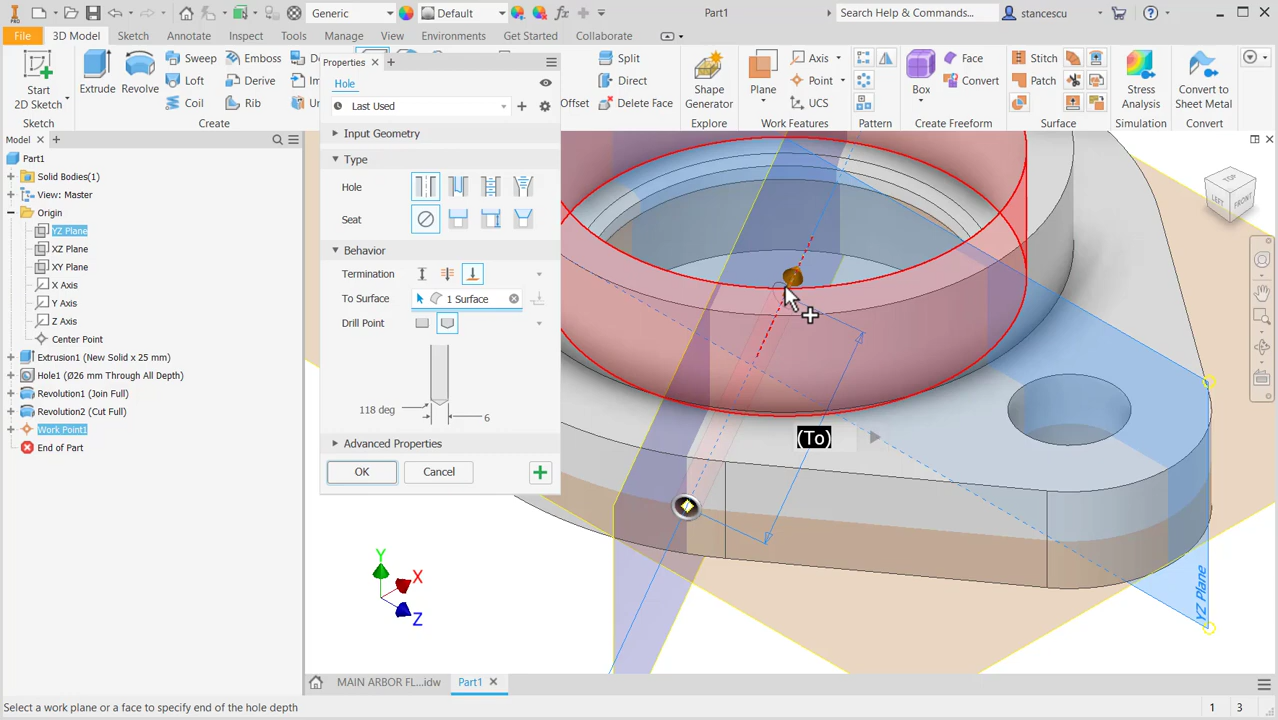 Generic
Default
Part1
Search Help & Commands...
stancescu
File
3D Model
Sketch
Annotate
Inspect
Tools
Manage
View
Environments
Get Started
Collaborate
Start
2D Sketch
Extrude
Revolve
Sweep
Loft
Coil
Emboss
Derive
Rib
Split
Direct
Offset
Delete Face
Shape
Generator
Plane
Axis
Point
UCS
Box
Face
Convert
Stitch
Patch
Stress
Analysis
Convert to
Sheet Metal
Sketch
Create
Explore
Work Features
Pattern
Create Freeform
Surface
Simulation
Convert
Model
Part1
Solid Bodies(1)
View: Master
Origin
YZ Plane
XZ Plane
XY Plane
X Axis
Y Axis
Z Axis
Center Point
Extrusion1 (New Solid x 25 mm)
Hole1 (Ø26 mm Through All Depth)
Revolution1 (Join Full)
Revolution2 (Cut Full)
Work Point1
End of Part
Properties
Hole
Last Used
Input Geometry
Type
Hole
Seat
Behavior
Termination
To Surface
1 Surface
Drill Point
118 deg
6
Advanced Properties
OK
Cancel
(To)
YZ Plane
TOP
LEFT
FRONT
Y
X
Z
MAIN ARBOR FL...idw
Part1
Select a work plane or a face to specify end of the hole depth
1
3